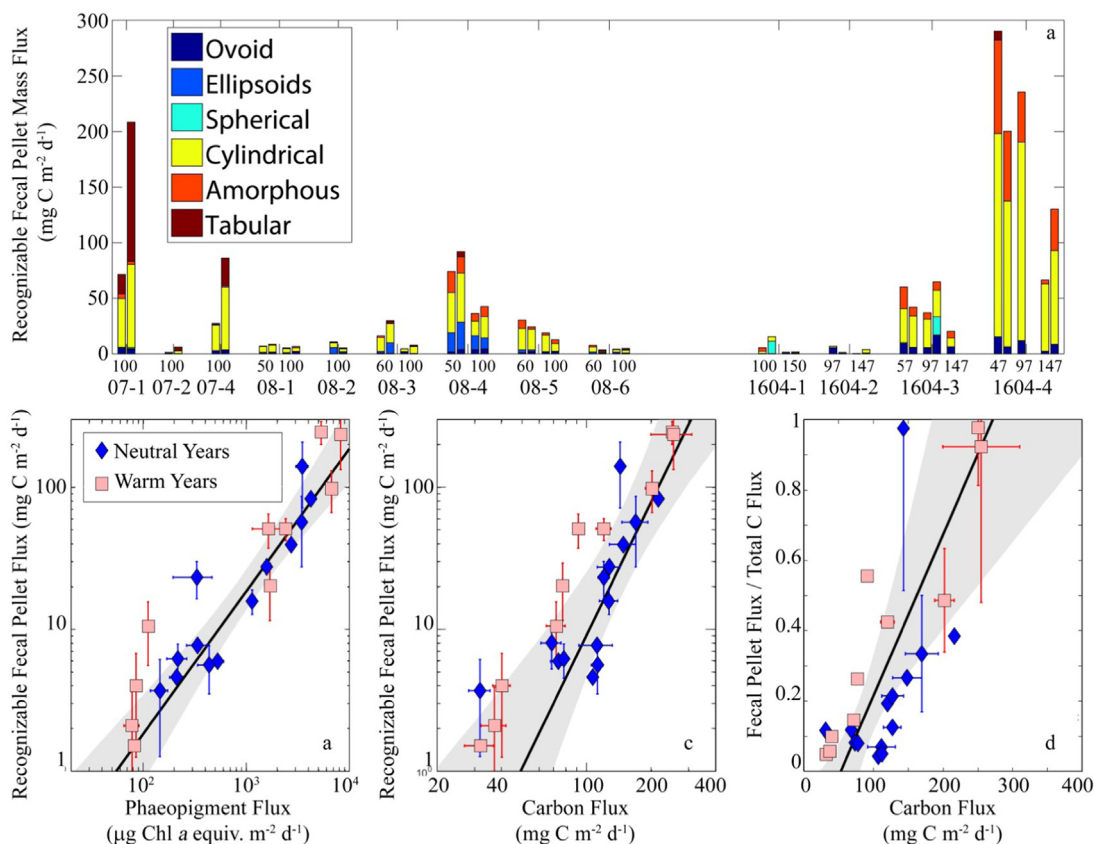 Recognizable Fecal Pellet Mass Flux
(mg C m-2 d-1)
300
250
200
150
100
50
0
a
Ovoid
Ellipsoids
Spherical
Cylindrical
Amorphous
Tabular
100 100 100 50 100 100 60 100 50 100 60 100 60 100 100 150 97 147 57 97 147 47 97 147
07-1 07-2 07-4 08-1 08-2 08-3 08-4 08-5 08-6 1604-1 1604-2 1604-3 1604-4
Recognizable Fecal Pellet Flux (mg C m-2 d-1)
100
10
1
Neutral Years
Warm Years
a
10² 10³ 10⁴
Phaeopigment Flux
(µg Chl a equiv. m-2 d-1)
Recognizable Fecal Pellet Flux (mg C m-2 d-1)
100
10
1
10⁰
c
20 40 100 200 400
Carbon Flux
(mg C m-2 d-1)
Fecal Pellet Flux / Total C Flux
1
0.8
0.6
0.4
0.2
0
d
0 100 200 300 400
Carbon Flux
(mg C m-2 d-1)